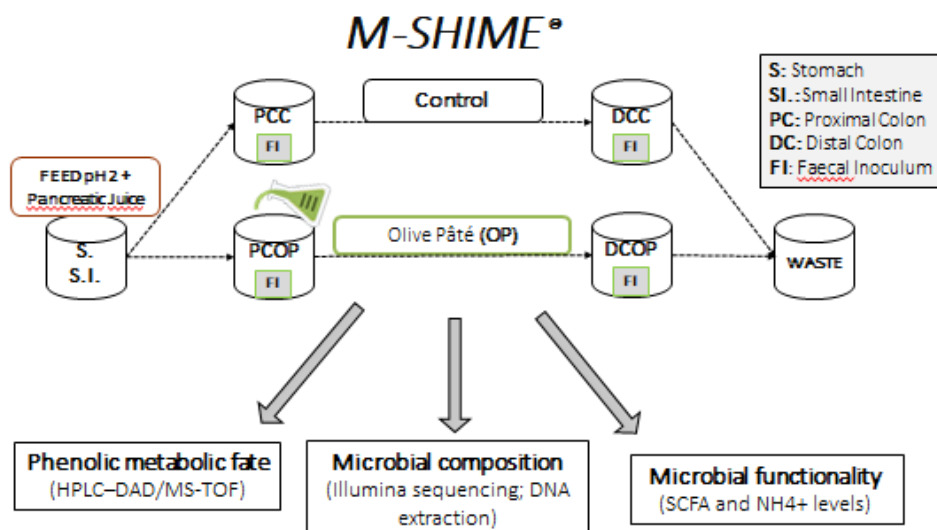 M-SHIME®
S: Stomach
SI.:Small Intestine
PC: Proximal Colon
DC: Distal Colon
FI: Faecal Inoculum
Control
PCC
FI
DCC
FI
FEED pH 2 +
Pancreatic Juice
S.
S.I.
PCOP
FI
Olive Pâté (OP)
DCOP
FI
WASTE
Phenolic metabolic fate
(HPLC–DAD/MS-TOF)
Microbial composition
(Illumina sequencing; DNA
extraction)
Microbial functionality
(SCFA and NH4+ levels)